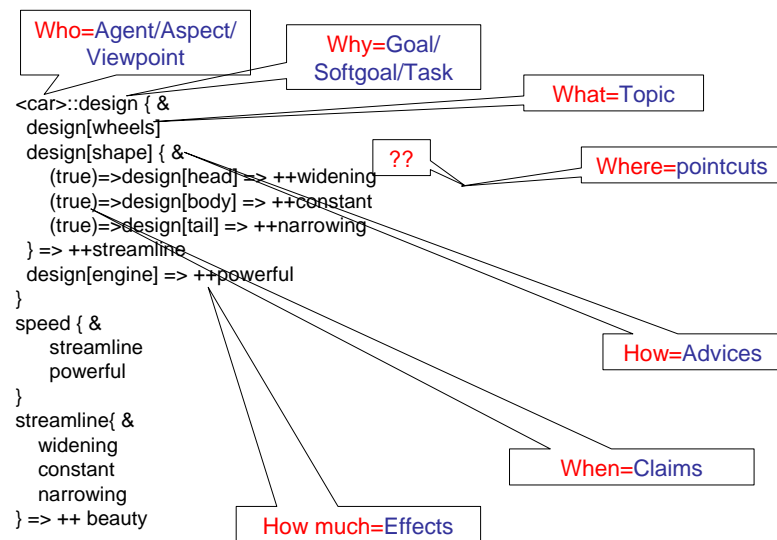 Who=Agent/Aspect/
Viewpoint
Why=Goal/
Softgoal/Task
What=Topic
??
Where=pointcuts
<car>::design { &
design[wheels]
design[shape] { &
(true)=>design[head] => ++widening
(true)=>design[body] => ++constant
(true)=>design[tail] => ++narrowing
} => ++streamline
design[engine] => ++powerful
}
speed { &
streamline
powerful
}
streamline{ &
widening
constant
narrowing
} => ++ beauty
How=Advices
When=Claims
How much=Effects